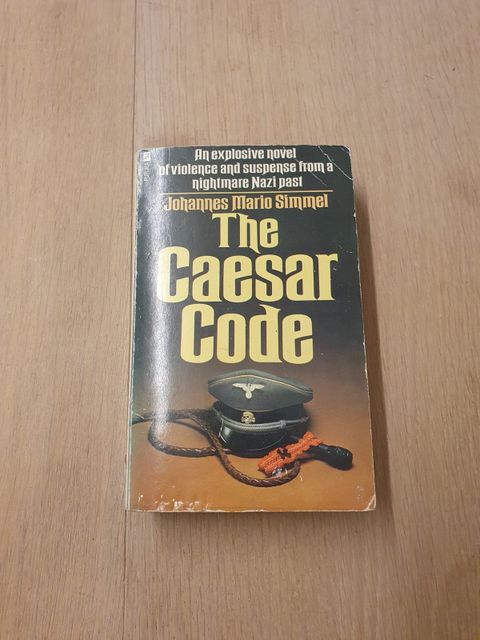 An explosive novel
of violence and suspense from a
nightmare Nazi past
Johannes Mario Simmel
The
Caesar
Code